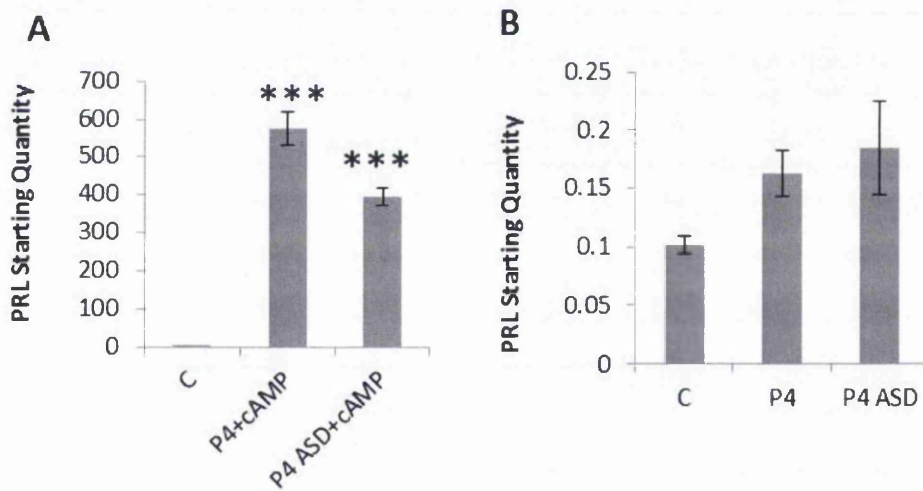 A
PRL Starting Quantity
700
600
500
400
300
200
100
0
***
***
C
P4+cAMP
P4 ASD+cAMP
B
PRL Starting Quantity
0.25
0.2
0.15
0.1
0.05
0
C
P4
P4 ASD